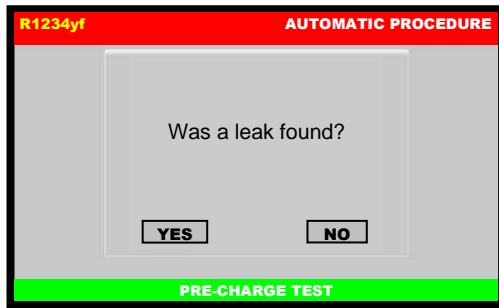 R1234yf AUTOMATIC PROCEDURE
Was a leak found?
YES NO
PRE-CHARGE TEST